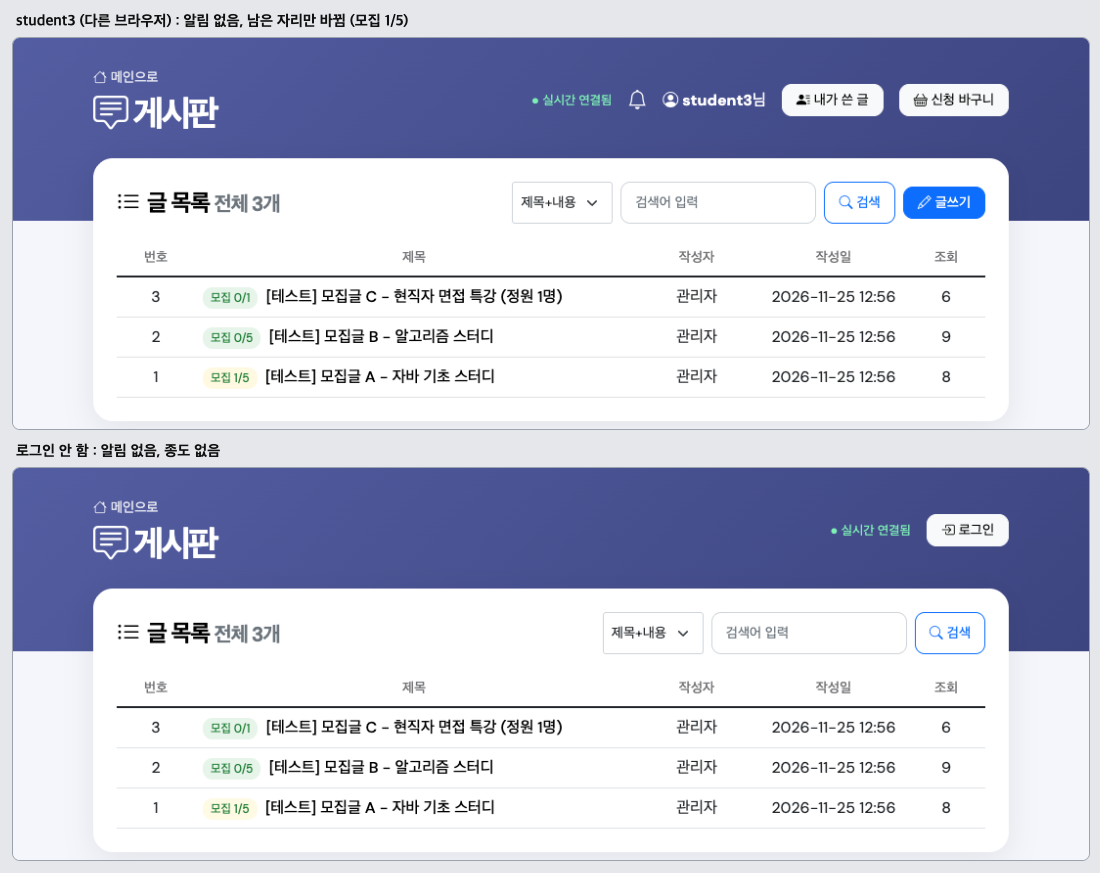 student3 (다른 브라우저) : 알림 없음, 남은 자리만 바뀜 (모집 1/5)
메인으로
게시판
실시간 연결됨
student3님
내가 쓴 글
신청 바구니
글 목록 전체 3개
제목+내용
검색어 입력
검색
글쓰기
번호 제목 작성자 작성일 조회
3 모집 0/1 [테스트] 모집글 C - 현직자 면접 특강 (정원 1명) 관리자 2026-11-25 12:56 6
2 모집 0/5 [테스트] 모집글 B - 알고리즘 스터디 관리자 2026-11-25 12:56 9
1 모집 1/5 [테스트] 모집글 A - 자바 기초 스터디 관리자 2026-11-25 12:56 8
로그인 안 함 : 알림 없음, 종도 없음
메인으로
게시판
실시간 연결됨
로그인
글 목록 전체 3개
제목+내용
검색어 입력
검색
번호 제목 작성자 작성일 조회
3 모집 0/1 [테스트] 모집글 C - 현직자 면접 특강 (정원 1명) 관리자 2026-11-25 12:56 6
2 모집 0/5 [테스트] 모집글 B - 알고리즘 스터디 관리자 2026-11-25 12:56 9
1 모집 1/5 [테스트] 모집글 A - 자바 기초 스터디 관리자 2026-11-25 12:56 8